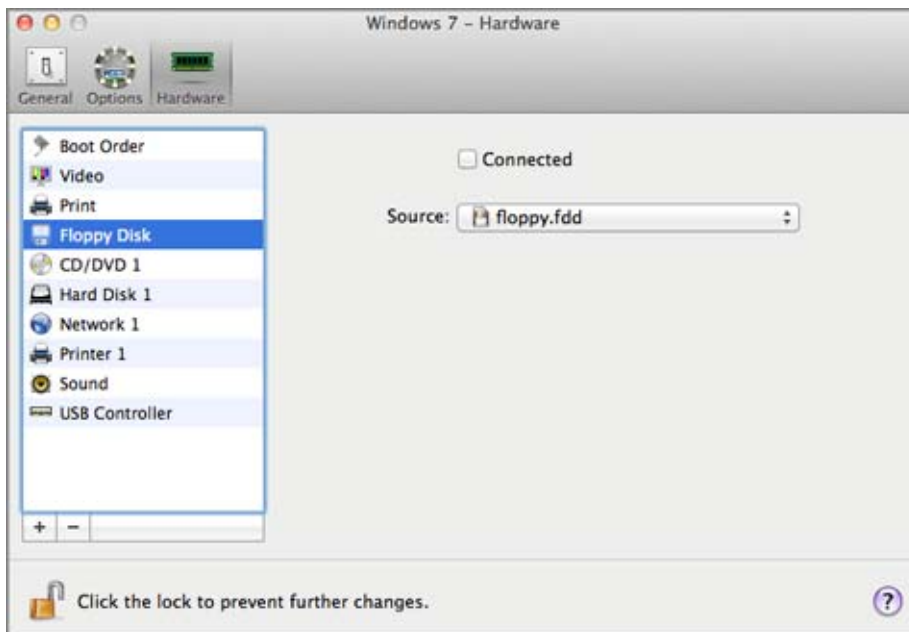 Windows 7 – Hardware
General Options Hardware
Boot Order
Video
Print
Floppy Disk
CD/DVD 1
Hard Disk 1
Network 1
Printer 1
Sound
USB Controller
Connected
Source: floppy.fdd
+ −
Click the lock to prevent further changes.
?